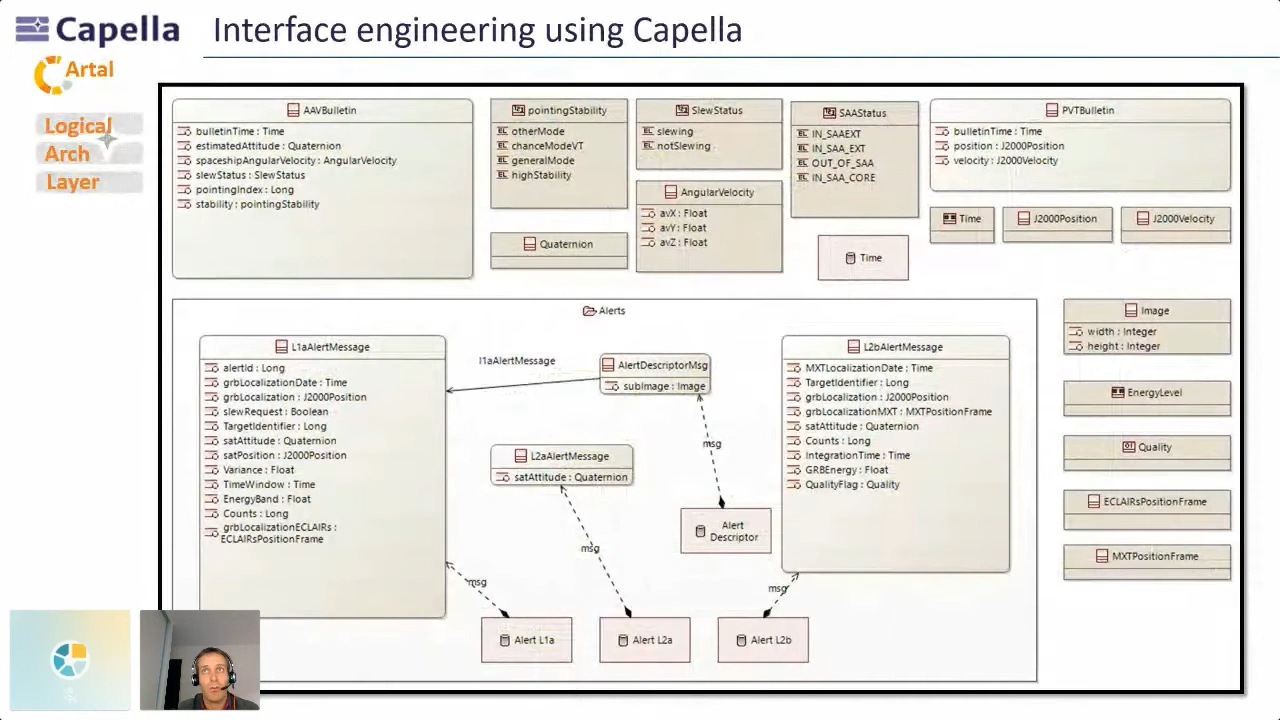 Capella
Interface engineering using Capella
Artal
Logical
Arch
Layer
AAVBulletin
bulletinTime : Time
estimatedAttitude : Quaternion
spaceshipAngularVelocity : AngularVelocity
slewStatus : SlewStatus
pointingIndex : Long
stability : pointingStability
pointingStability
otherMode
chanceModeVT
generalMode
highStability
Quaternion
SlewStatus
slewing
notSlewing
AngularVelocity
avX : Float
avY : Float
avZ : Float
SAAStatus
IN_SAAEXT
IN_SAA_EXT
OUT_OF_SAA
IN_SAA_CORE
Time
PVTBulletin
bulletinTime : Time
position : J2000Position
velocity : J2000Velocity
Time
J2000Position
J2000Velocity
Alerts
L1aAlertMessage
alertId : Long
grbLocalizationDate : Time
grbLocalization : J2000Position
slewRequest : Boolean
TargetIdentifier : Long
satAttitude : Quaternion
satPosition : J2000Position
Variance : Float
TimeWindow : Time
EnergyBand : Float
Counts : Long
grbLocalizationECLAIRs :
ECLAIRsPositionFrame
l1aAlertMessage
AlertDescriptorMsg
subImage : Image
msg
L2aAlertMessage
satAttitude : Quaternion
Alert
Descriptor
msg
msg
msg
Alert L1a
Alert L2a
Alert L2b
L2bAlertMessage
MXTLocalizationDate : Time
TargetIdentifier : Long
grbLocalization : J2000Position
grbLocalizationMXT : MXTPositionFrame
satAttitude : Quaternion
Counts : Long
IntegrationTime : Time
GRBEnergy : Float
QualityFlag : Quality
Image
width : Integer
height : Integer
EnergyLevel
Quality
ECLAIRsPositionFrame
MXTPositionFrame